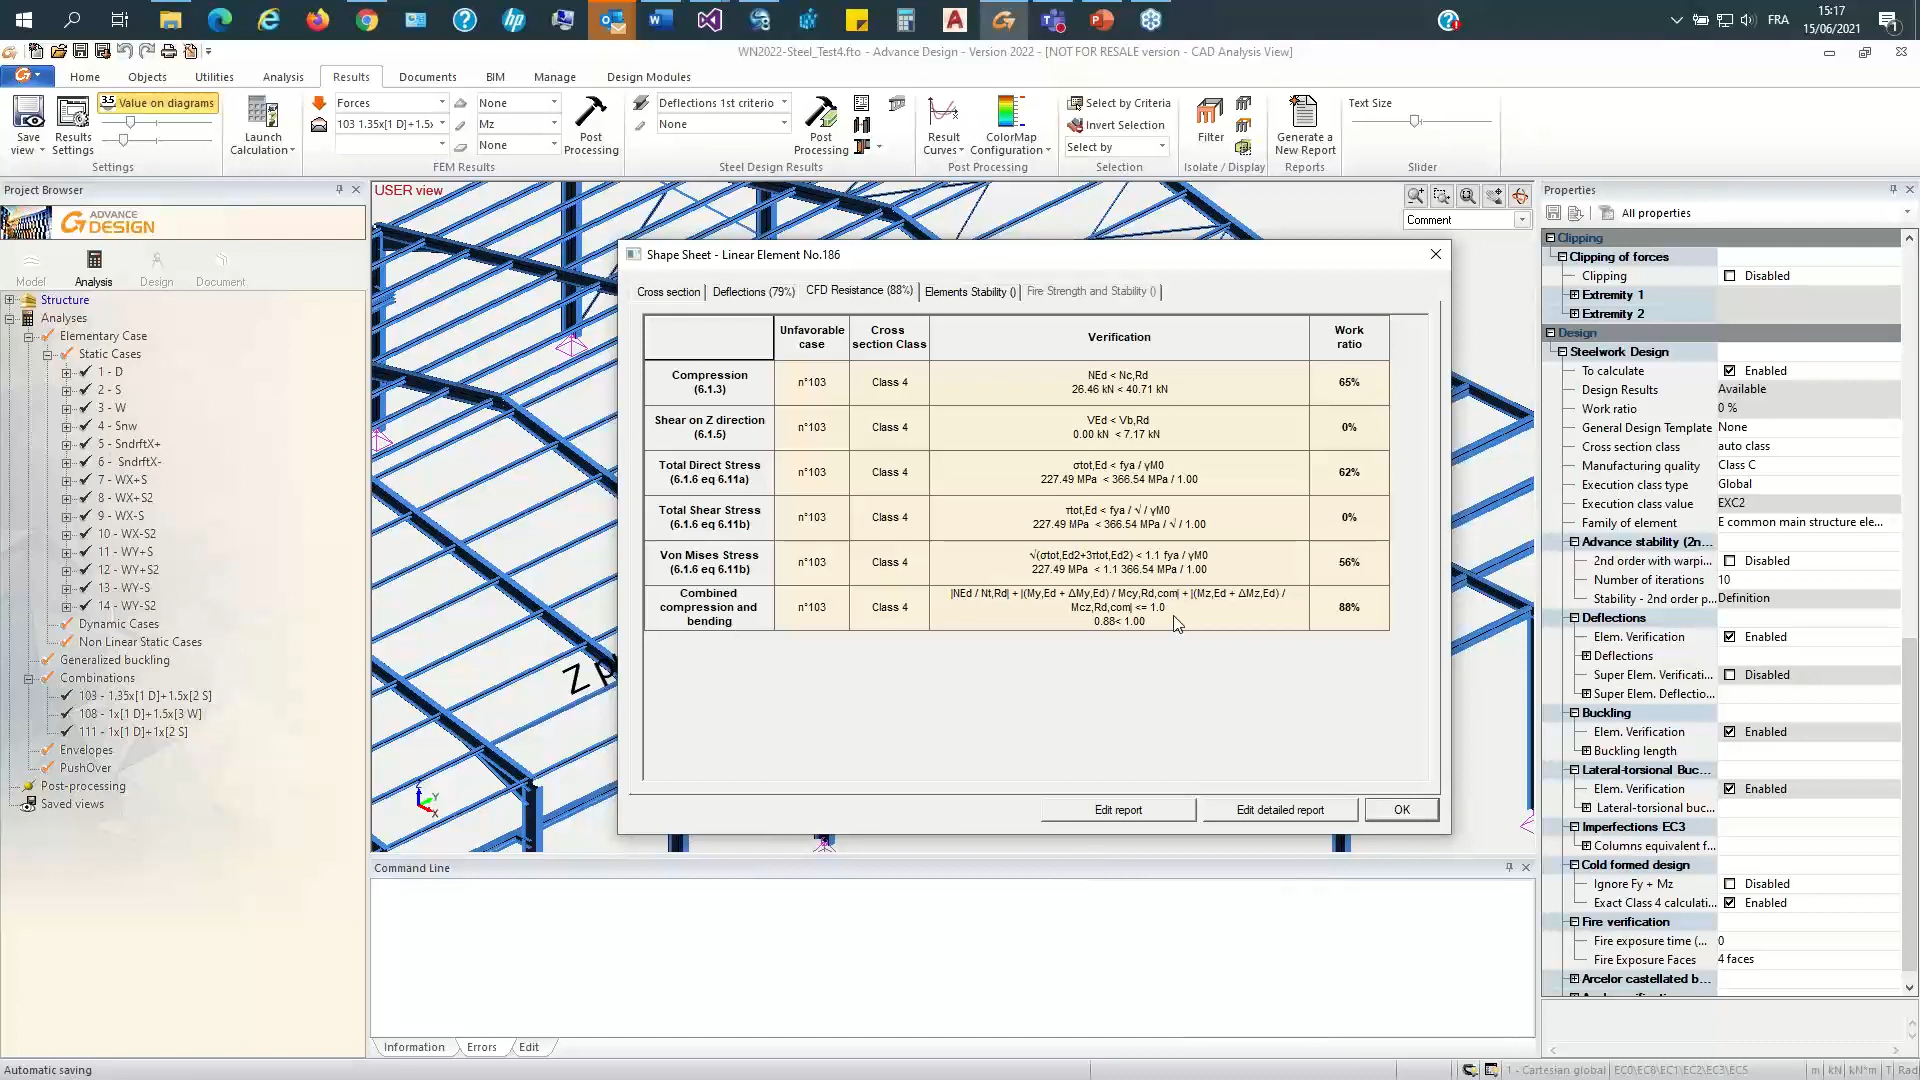 15:17
FRA
15/06/2021
WN2022-Steel_Test4.fto - Advance Design - Version 2022 - [NOT FOR RESALE version - CAD Analysis View]
Home Objects Utilities Analysis Results Documents BIM Manage Design Modules
Save view
Results Settings
3.5 Value on diagrams
Settings
Launch Calculation
Forces
103 1.35x[1 D]+1.5x
None
Mz
None
Post Processing
FEM Results
Deflections 1st criterio
None
Post Processing
Steel Design Results
Result Curves
ColorMap Configuration
Post Processing
Select by Criteria
Invert Selection
Select by
Selection
Filter
Isolate / Display
Generate a New Report
Reports
Text Size
Slider
Project Browser
ADVANCE
DESIGN
Model Analysis Design Document
Structure
Analyses
Elementary Case
Static Cases
1 - D
2 - S
3 - W
4 - Snw
5 - SndrftX+
6 - SndrftX-
7 - WX+S
8 - WX+S2
9 - WX-S
10 - WX-S2
11 - WY+S
12 - WY+S2
13 - WY-S
14 - WY-S2
Dynamic Cases
Non Linear Static Cases
Generalized buckling
Combinations
103 - 1.35x[1 D]+1.5x[2 S]
108 - 1x[1 D]+1.5x[3 W]
111 - 1x[1 D]+1x[2 S]
Envelopes
PushOver
Post-processing
Saved views
USER view
Comment
Z
Z Y X
Shape Sheet - Linear Element No.186
Cross section Deflections (79%) CFD Resistance (88%) Elements Stability () Fire Strength and Stability ()
Unfavorable case
Cross section Class
Verification
Work ratio
Compression
(6.1.3)
n°103
Class 4
NEd < Nc,Rd
26.46 kN < 40.71 kN
65%
Shear on Z direction
(6.1.5)
n°103
Class 4
VEd < Vb,Rd
0.00 kN < 7.17 kN
0%
Total Direct Stress
(6.1.6 eq 6.11a)
n°103
Class 4
σtot,Ed < fya / γM0
227.49 MPa < 366.54 MPa / 1.00
62%
Total Shear Stress
(6.1.6 eq 6.11b)
n°103
Class 4
πtot,Ed < fya / √ / γM0
227.49 MPa < 366.54 MPa / √ / 1.00
0%
Von Mises Stress
(6.1.6 eq 6.11b)
n°103
Class 4
√(σtot,Ed2+3πtot,Ed2) < 1.1 fya / γM0
227.49 MPa < 1.1 366.54 MPa / 1.00
56%
Combined
compression and
bending
n°103
Class 4
|NEd / Nt,Rd| + |(My,Ed + ΔMy,Ed) / Mcy,Rd,com| + |(Mz,Ed + ΔMz,Ed) /
Mcz,Rd,com| <= 1.0
0.88< 1.00
88%
Edit report Edit detailed report OK
Command Line
Information Errors Edit
Properties
All properties
Clipping
Clipping of forces
Clipping Disabled
Extremity 1
Extremity 2
Design
Steelwork Design
To calculate Enabled
Design Results Available
Work ratio 0 %
General Design Template None
Cross section class auto class
Manufacturing quality Class C
Execution class type Global
Execution class value EXC2
Family of element E common main structure ele...
Advance stability (2n...
2nd order with warpi... Disabled
Number of iterations 10
Stability - 2nd order p... Definition
Deflections
Elem. Verification Enabled
Deflections
Super Elem. Verificati... Disabled
Super Elem. Deflectio...
Buckling
Elem. Verification Enabled
Buckling length
Lateral-torsional Buc...
Elem. Verification Enabled
Lateral-torsional buc...
Imperfections EC3
Columns equivalent f...
Cold formed design
Ignore Fy + Mz Disabled
Exact Class 4 calculati... Enabled
Fire verification
Fire exposure time (... 0
Fire Exposure Faces 4 faces
Arcelor castellated b...
Automatic saving
1 - Cartesian global EC0\EC8\EC1\EC2\EC3\EC5 m kN kN*m T Rad